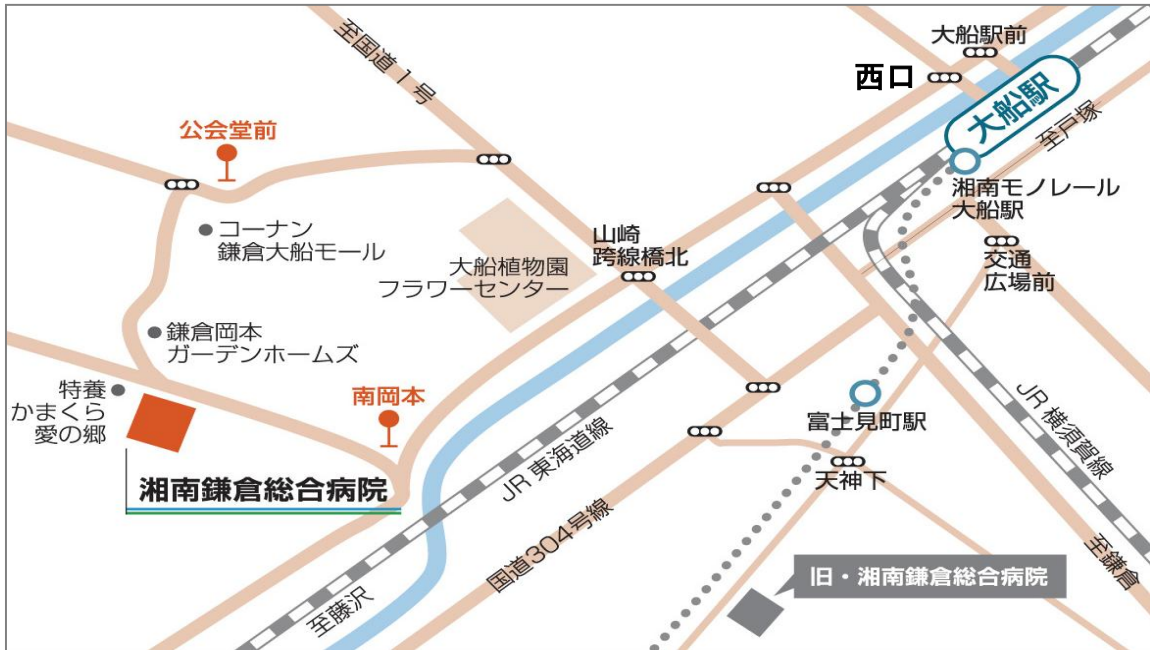 至国道1号
大船駅前
西口
大船駅
至戸塚
公会堂前
湘南モノレール
大船駅
コーナン
鎌倉大船モール
山崎
跨線橋北
交通
広場前
大船植物園
フラワーセンター
鎌倉岡本
ガーデンホームズ
特養
かまくら
愛の郷
南岡本
富士見町駅
JR 横須賀線
JR 東海道線
天神下
湘南鎌倉総合病院
国道304号線
至鎌倉
旧・湘南鎌倉総合病院
至藤沢